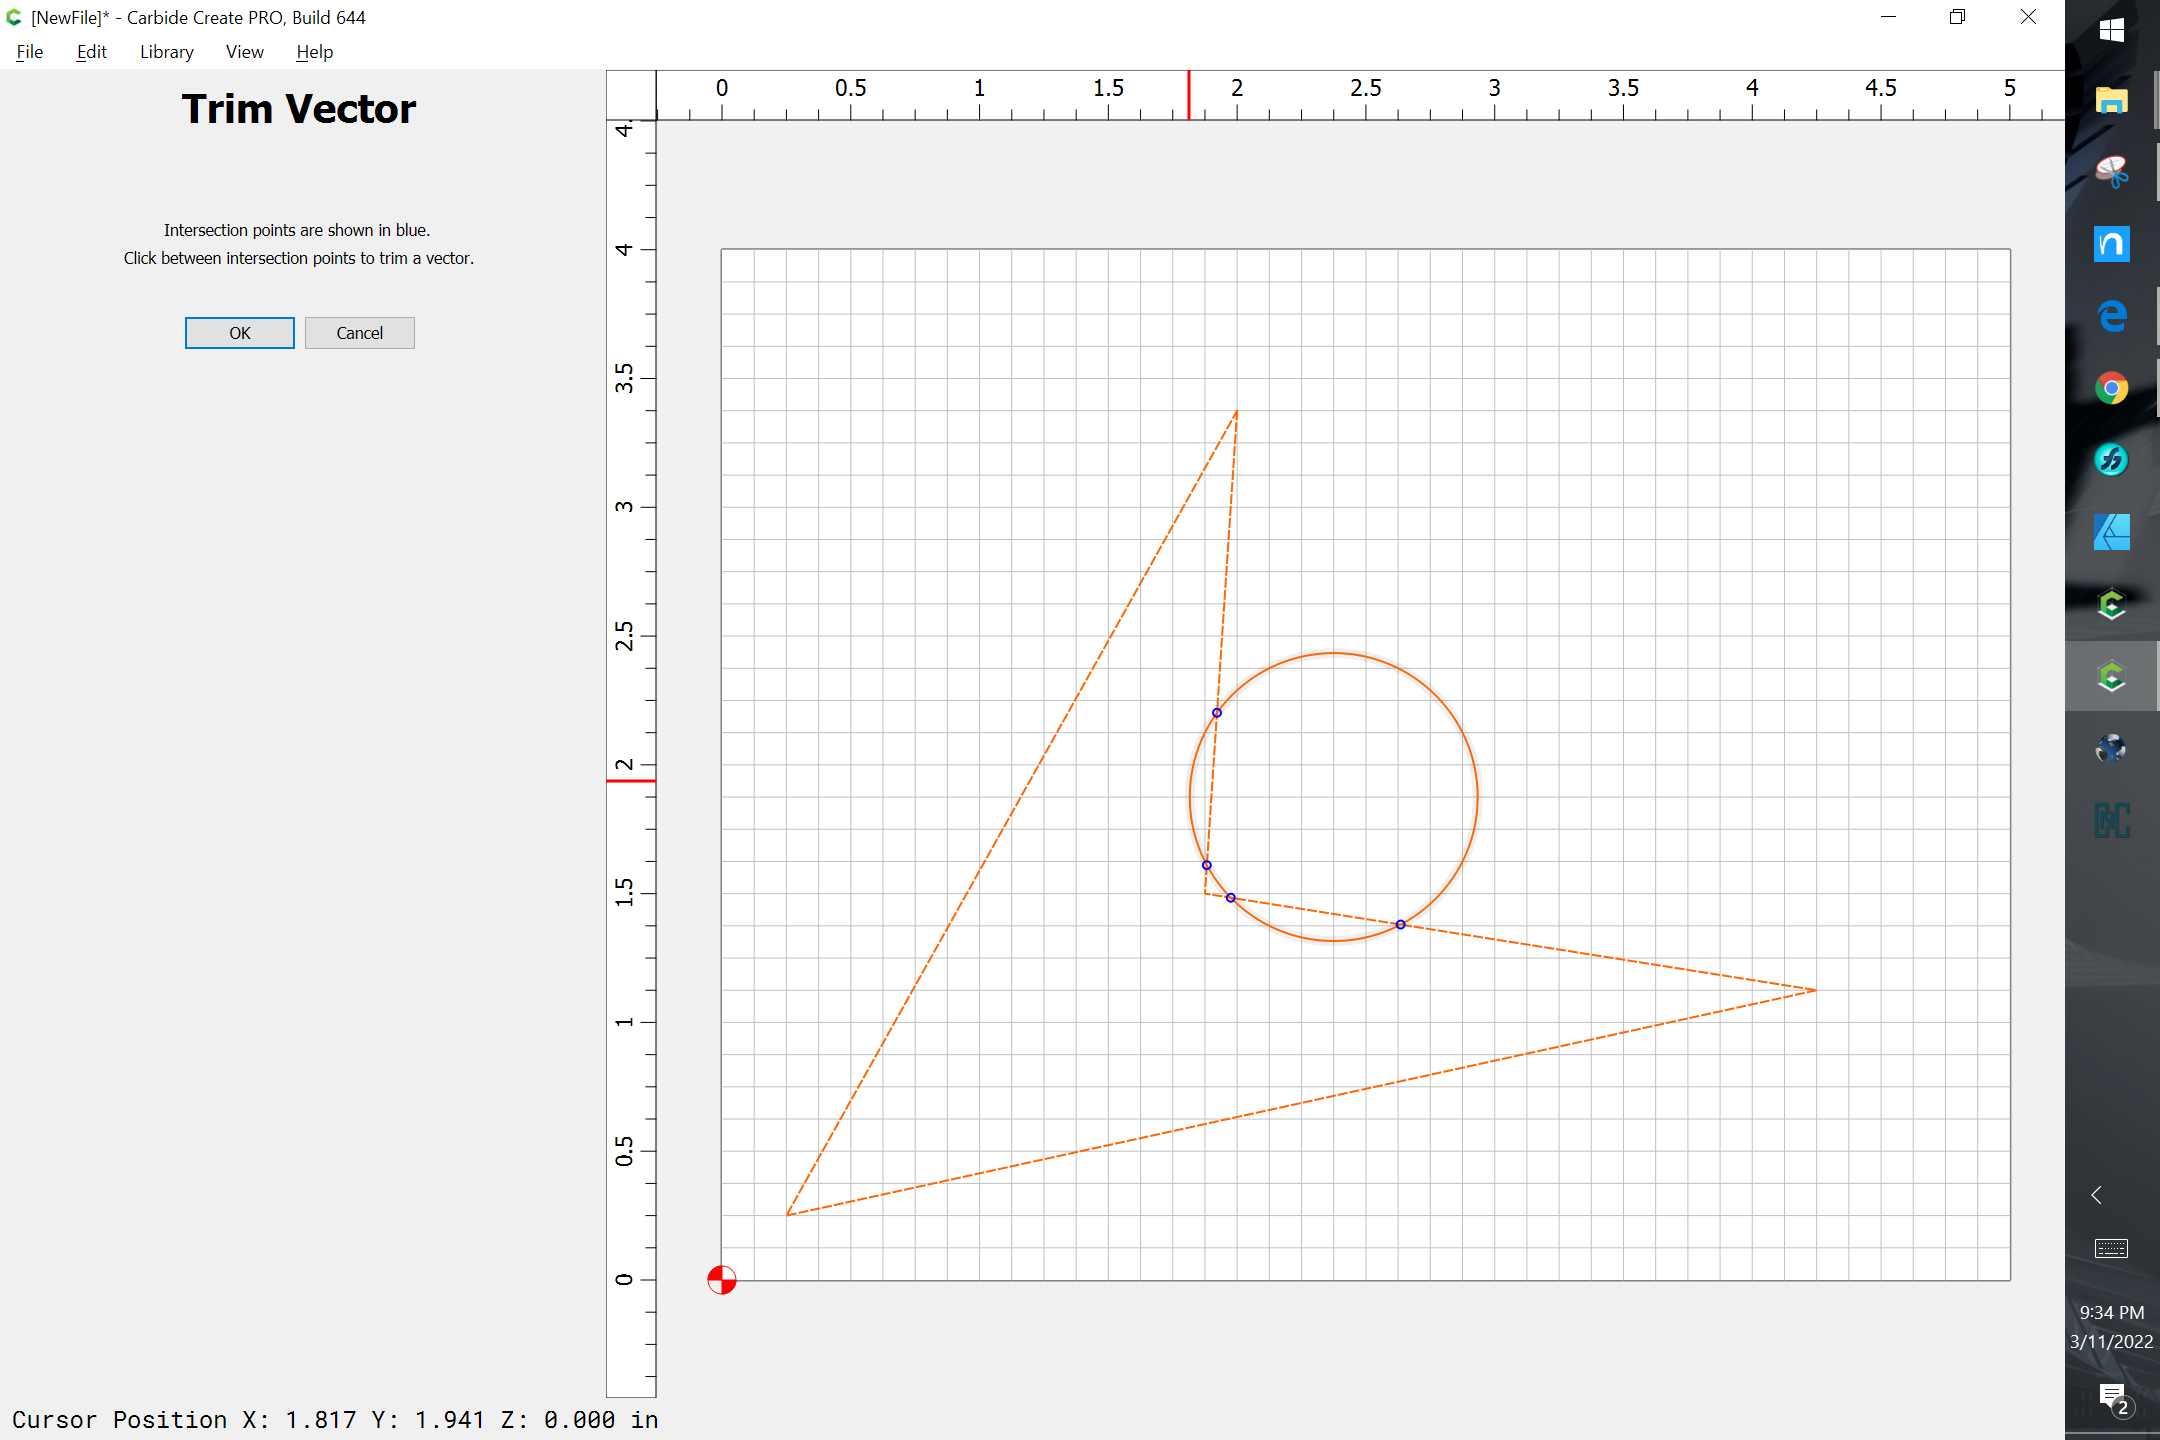 [NewFile]* - Carbide Create PRO, Build 644
File Edit Library View Help
Trim Vector
Intersection points are shown in blue.
Click between intersection points to trim a vector.
OK Cancel
0 0.5 1 1.5 2 2.5 3 3.5 4 4.5 5
4.
4
3.5
3
2.5
2
1.5
1
0.5
0
9:34 PM
3/11/2022
2
Cursor Position X: 1.817 Y: 1.941 Z: 0.000 in